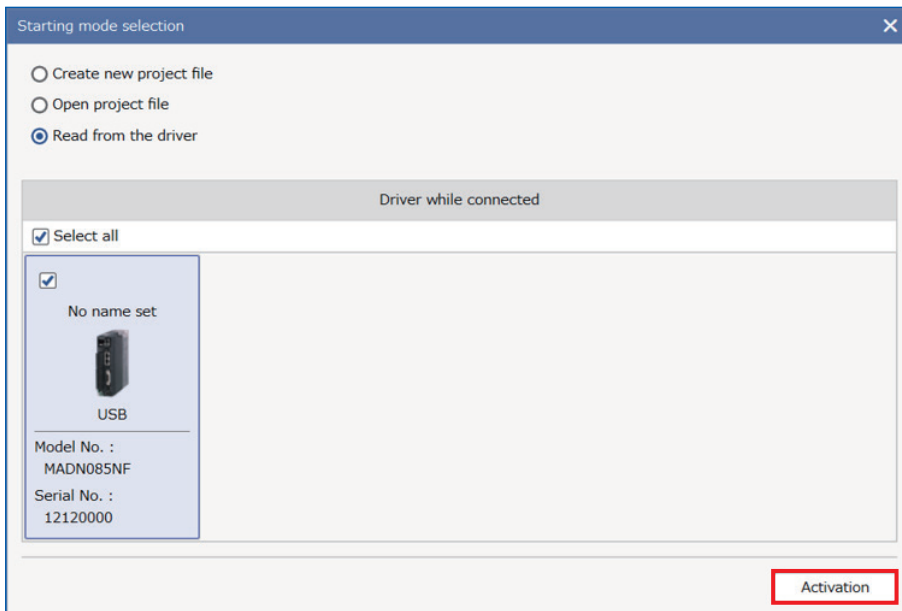 Starting mode selection
Create new project file
Open project file
Read from the driver
Driver while connected
Select all
No name set
USB
Model No. :
MADN085NF
Serial No. :
12120000
Activation